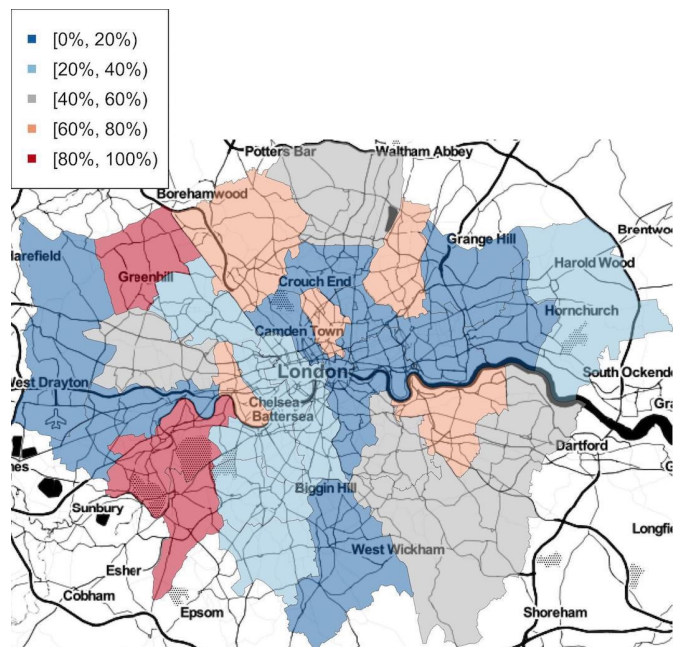 [0%, 20%)
[20%, 40%)
[40%, 60%)
[60%, 80%)
[80%, 100%)
Potters Bar
Waltham Abbey
Borehamwood
Grange Hill
Brentwo
Harefield
Harold Wood
Greenhill
Crouch End
Hornchurch
Camden Town
London
South Ockende
West Drayton
Chelsea
Battersea
Gra
Dartford
Biggin Hill
Sunbury
Longfie
West Wickham
Esher
Cobham
Epsom
Shoreham